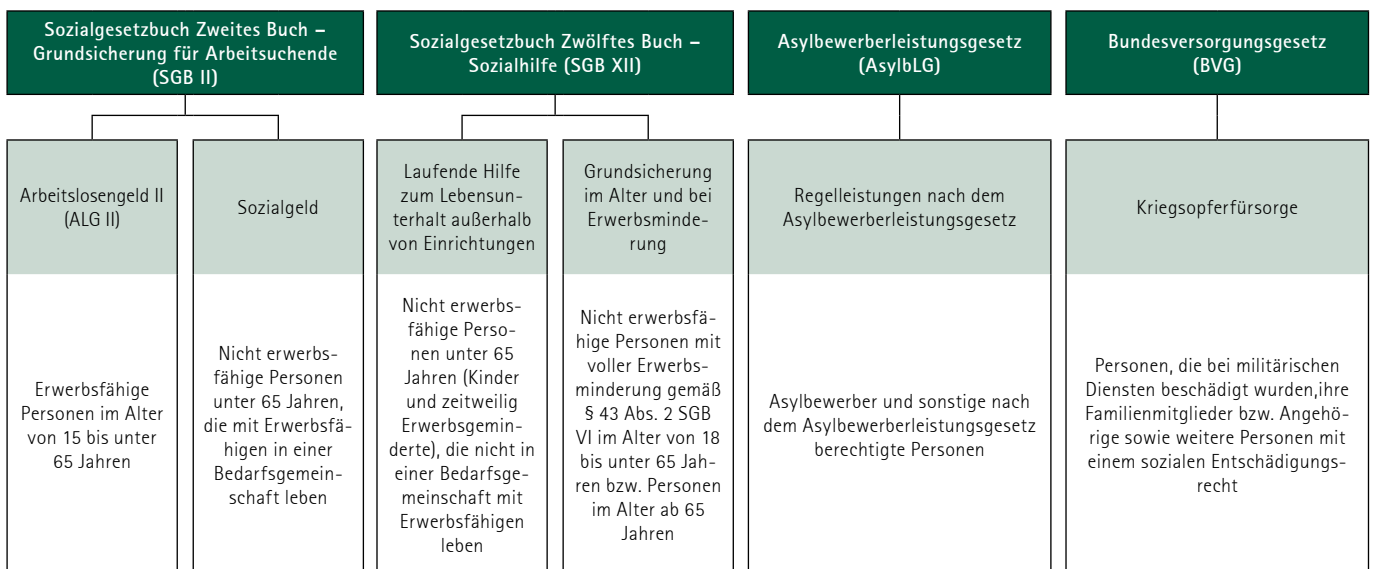 Sozialgesetzbuch Zweites Buch –
Grundsicherung für Arbeitsuchende
(SGB II)
Sozialgesetzbuch Zwölftes Buch –
Sozialhilfe (SGB XII)
Asylbewerberleistungsgesetz
(AsylbLG)
Bundesversorgungsgesetz
(BVG)
Arbeitslosengeld II
(ALG II)
Sozialgeld
Laufende Hilfe
zum Lebensun-
terhalt außerhalb
von Einrichtungen
Grundsicherung
im Alter und bei
Erwerbsminde-
rung
Regelleistungen nach dem
Asylbewerberleistungsgesetz
Kriegsopferfürsorge
Erwerbsfähige
Personen im Alter
von 15 bis unter
65 Jahren
Nicht erwerbs-
fähige Personen
unter 65 Jahren,
die mit Erwerbsfä-
higen in einer
Bedarfsgemein-
schaft leben
Nicht erwerbs-
fähige Perso-
nen unter 65
Jahren (Kinder
und zeitweilig
Erwerbsgemin-
derte), die nicht in
einer Bedarfsge-
meinschaft mit
Erwerbsfähigen
leben
Nicht erwerbsfä-
hige Personen mit
voller Erwerbs-
minderung gemäß
§ 43 Abs. 2 SGB
VI im Alter von 18
bis unter 65 Jah-
ren bzw. Personen
im Alter ab 65
Jahren
Asylbewerber und sonstige nach
dem Asylbewerberleistungsgesetz
berechtigte Personen
Personen, die bei militärischen
Diensten beschädigt wurden,ihre
Familienmitglieder bzw. Angehö-
rige sowie weitere Personen mit
einem sozialen Entschädigungs-
recht